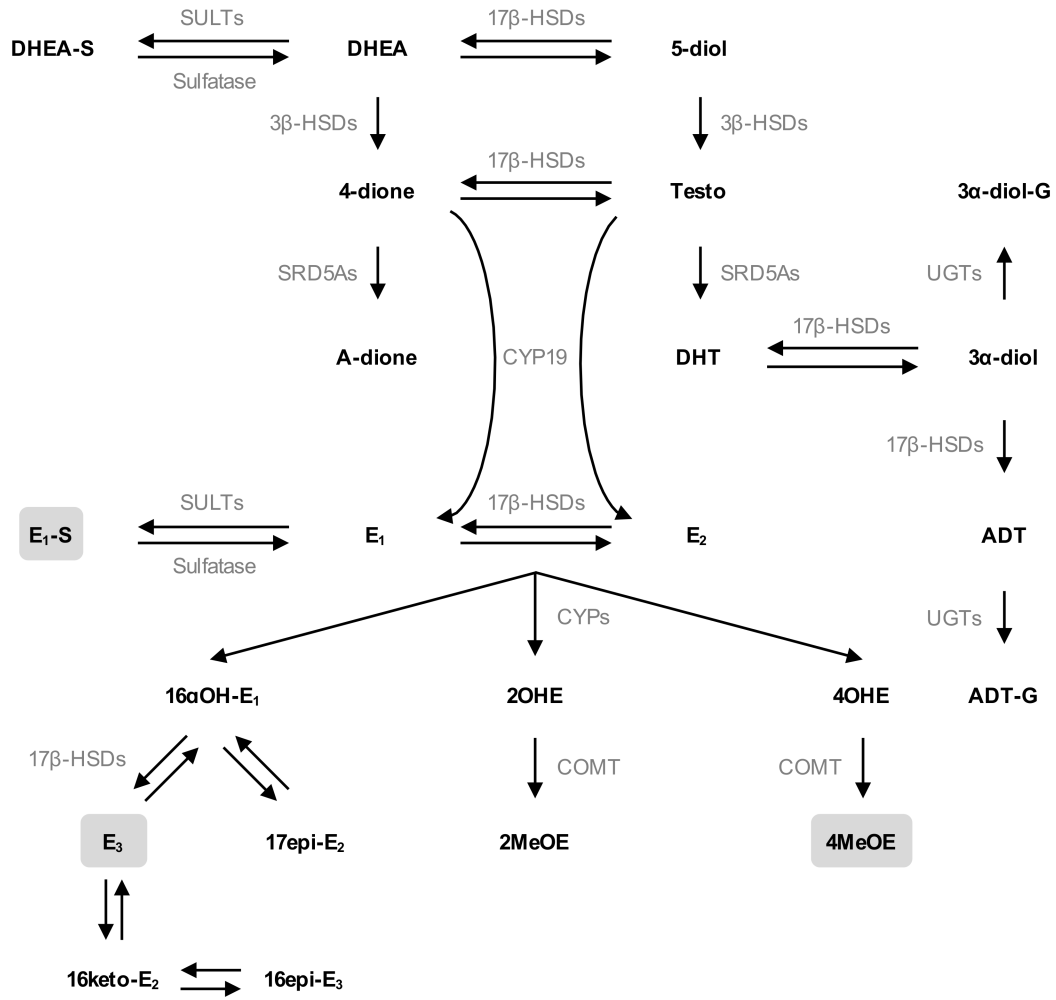 SULTs
17β-HSDs
DHEA-S
DHEA
5-diol
Sulfatase
3β-HSDs
3β-HSDs
17β-HSDs
4-dione
Testo
3α-diol-G
SRD5As
SRD5As
UGTs
17β-HSDs
A-dione
CYP19
DHT
3α-diol
17β-HSDs
SULTs
17β-HSDs
E₁-S
E₁
E₂
ADT
Sulfatase
CYPs
UGTs
16αOH-E₁
2OHE
4OHE
ADT-G
17β-HSDs
COMT
COMT
E₃
17epi-E₂
2MeOE
4MeOE
16keto-E₂
16epi-E₃